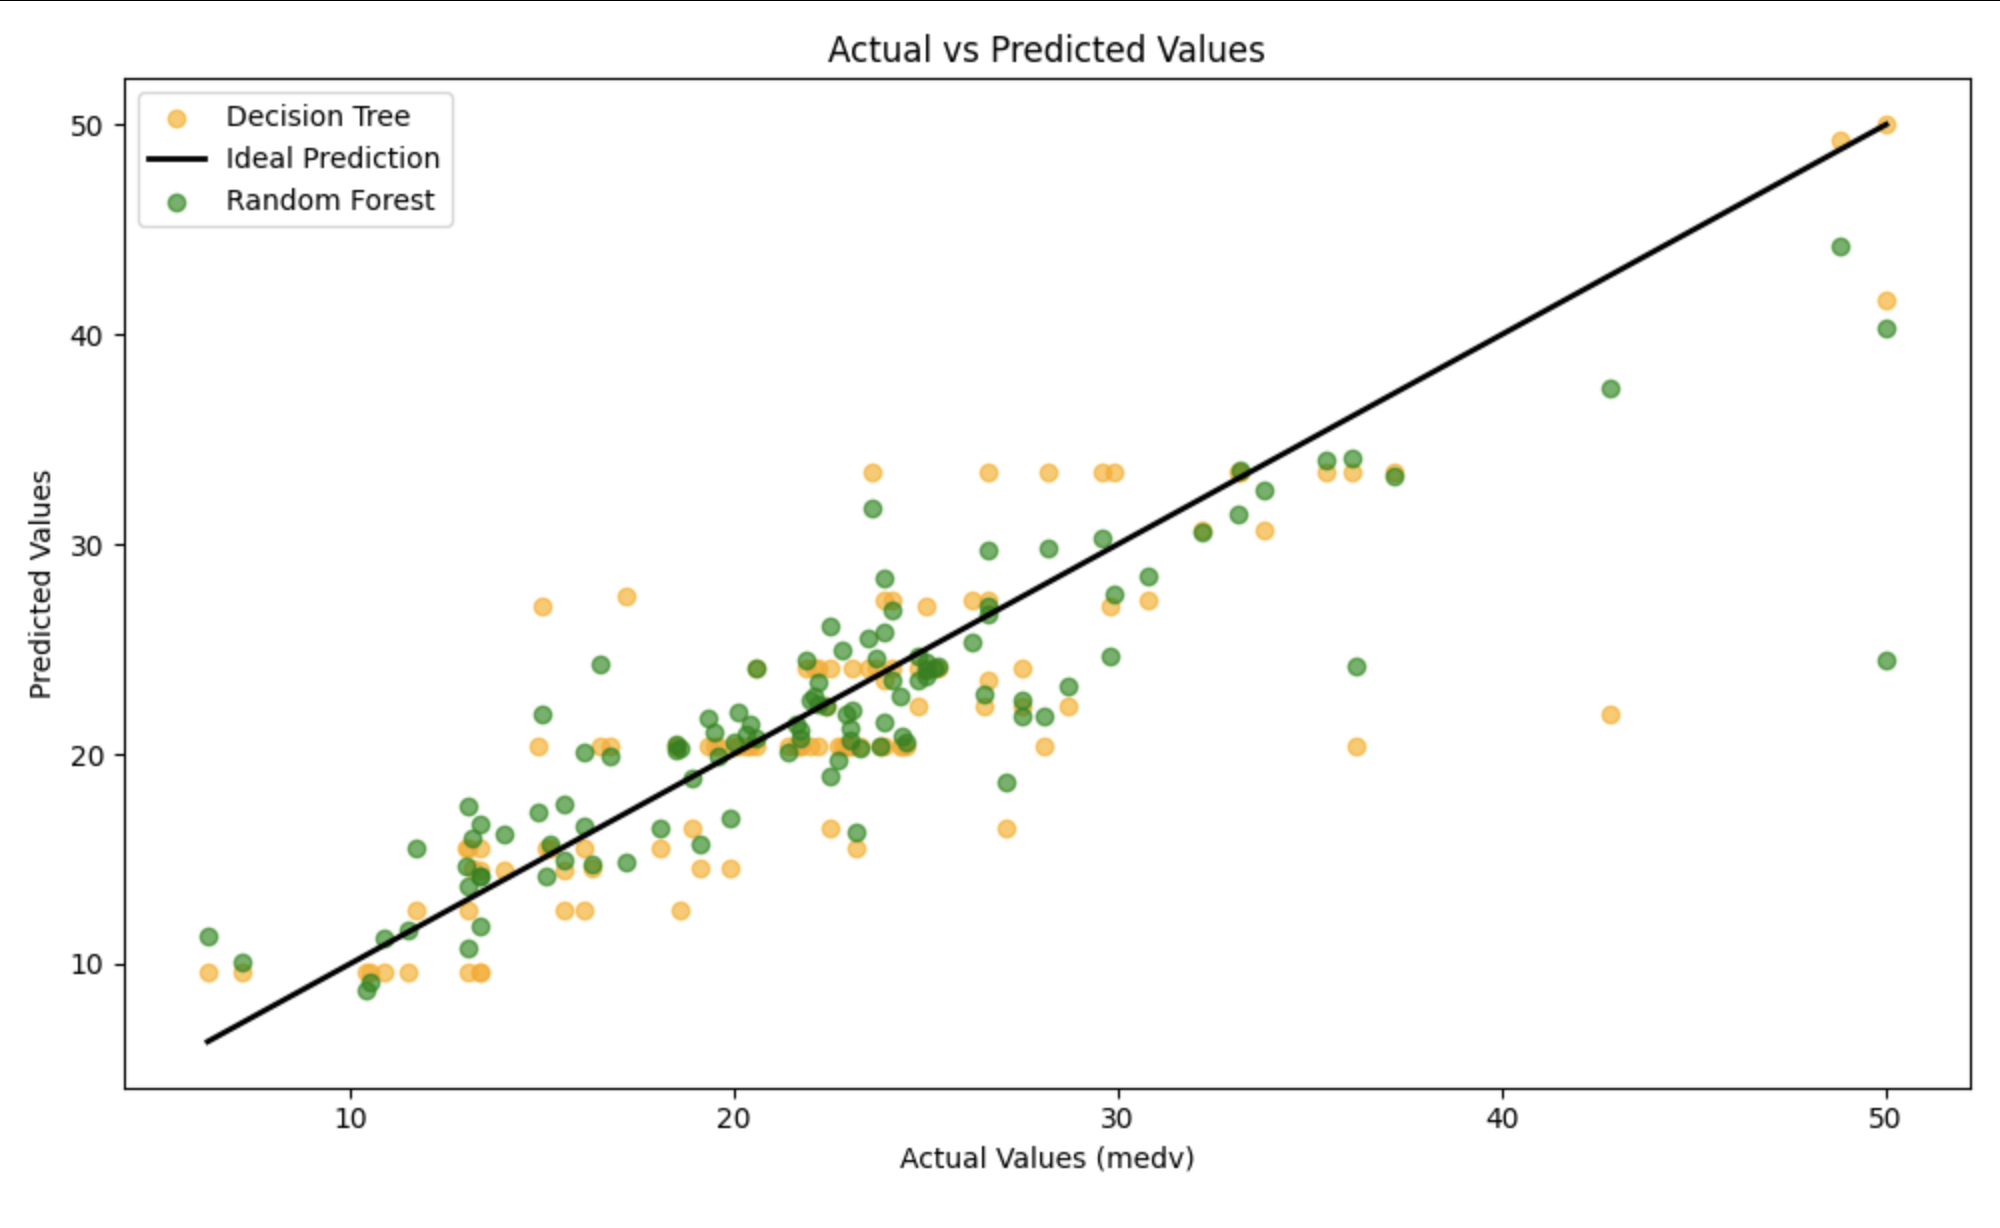 Actual vs Predicted Values
Decision Tree
Ideal Prediction
Random Forest
50
40
30
20
10
Predicted Values
10 20 30 40 50
Actual Values (medv)